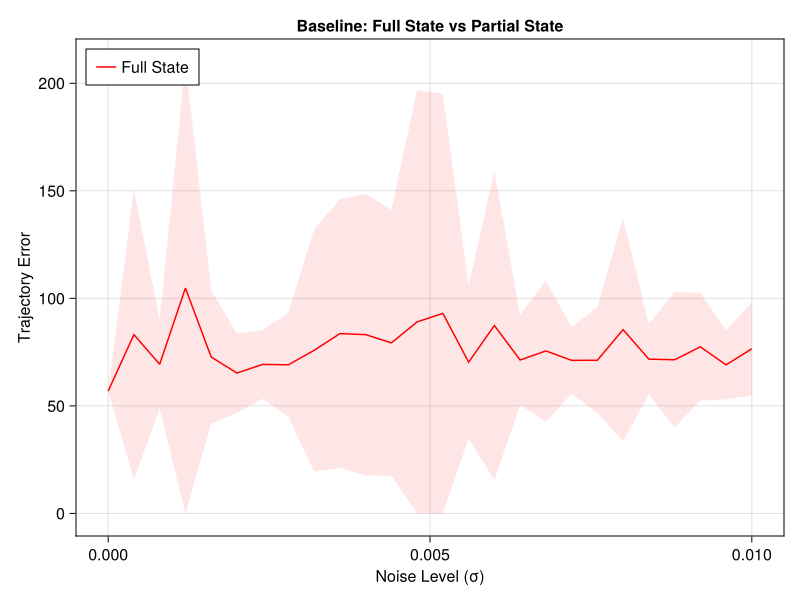 Baseline: Full State vs Partial State
Full State
Trajectory Error
200
150
100
50
0
0.000
0.005
0.010
Noise Level (σ)